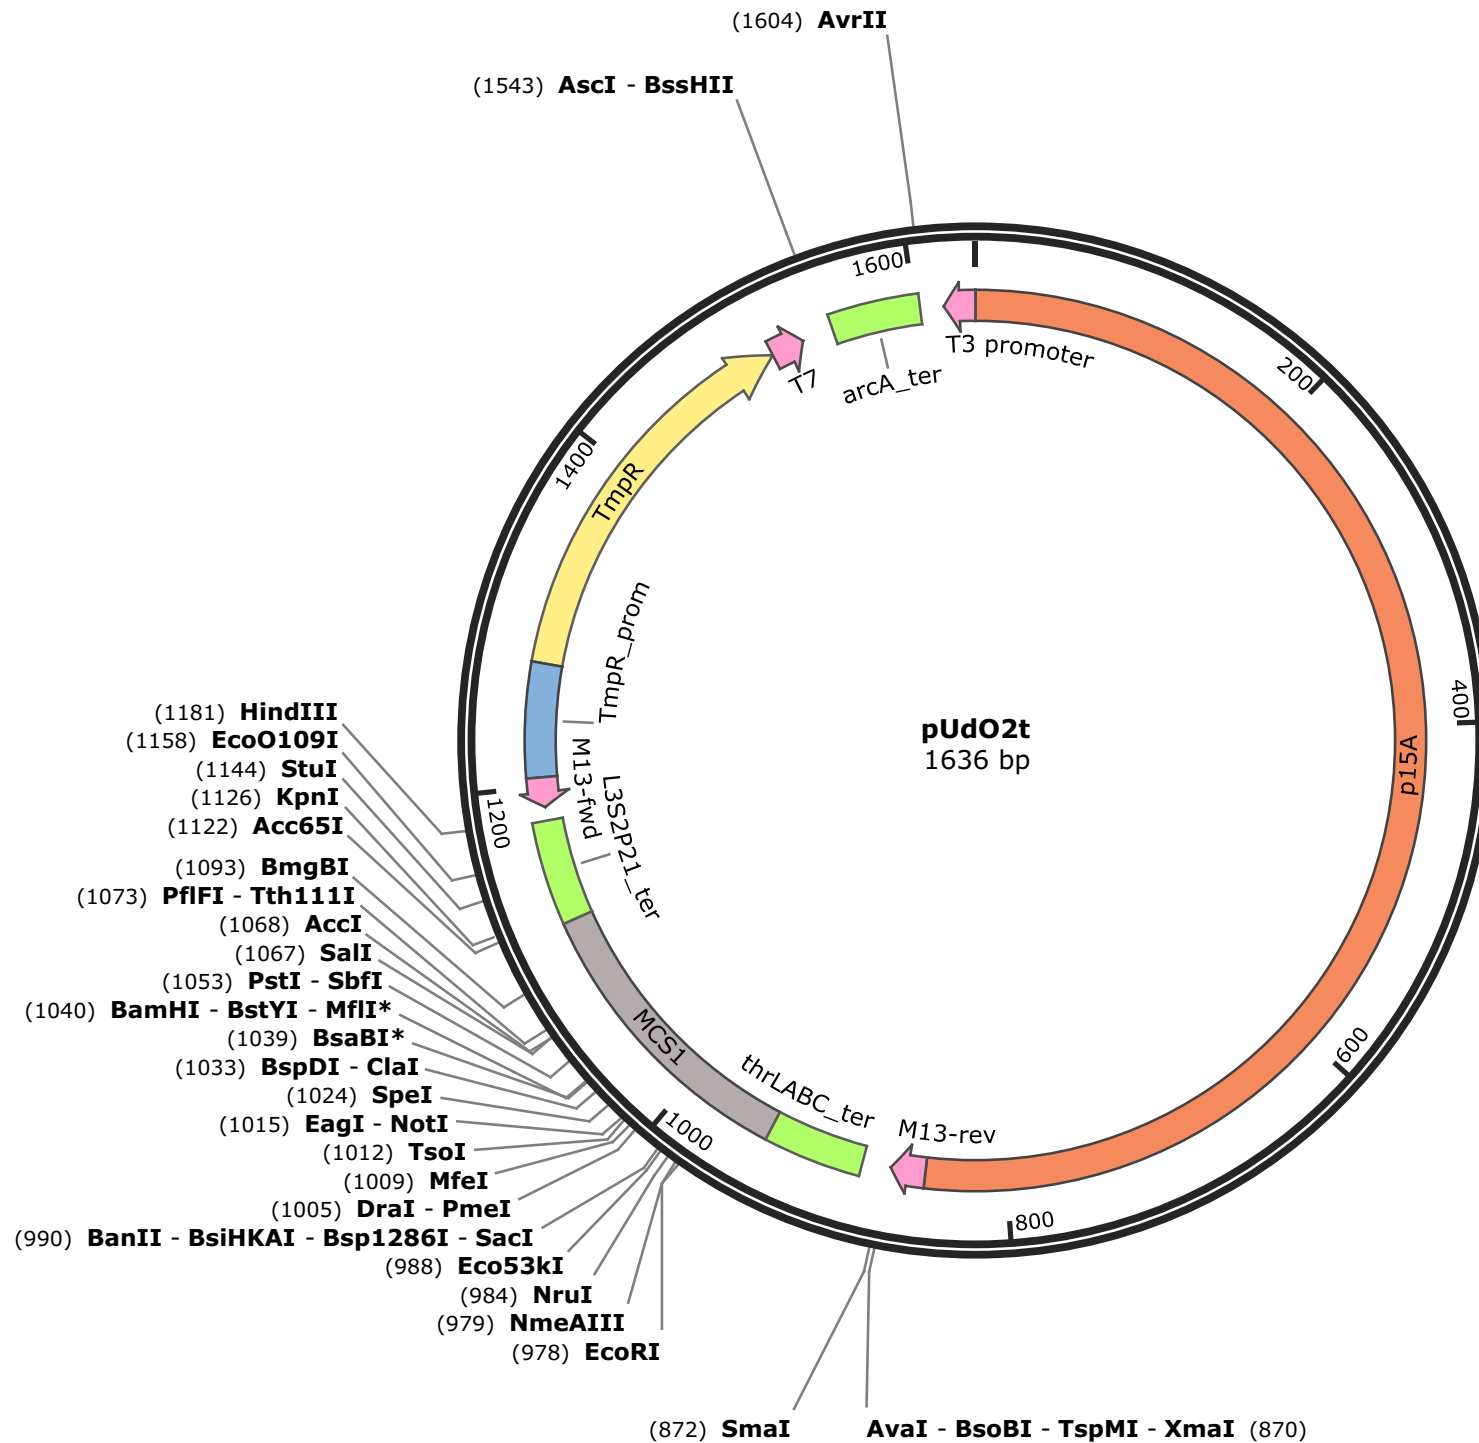 (1604) AvrII
(1543) AscI - BssHII
1600
T3 promoter
200
T7
arcA_ter
1400
TmpR
TmpR_prom
400
p15A
pUdO2t
1636 bp
M13-fwd
L3S2P21_ter
1200
(1181) HindIII
(1158) EcoO109I
(1144) StuI
(1126) KpnI
(1122) Acc65I
(1093) BmgBI
(1073) PflFI - Tth111I
(1068) AccI
(1067) SalI
(1053) PstI - SbfI
(1040) BamHI - BstYI - MflI*
(1039) BsaBI*
(1033) BspDI - ClaI
(1024) SpeI
(1015) EagI - NotI
(1012) TsoI
(1009) MfeI
(1005) DraI - PmeI
(990) BanII - BsiHKAI - Bsp1286I - SacI
(988) Eco53kI
(984) NruI
(979) NmeAIII
(978) EcoRI
MCS1
thrLABC_ter
M13-rev
600
1000
800
(872) SmaI
AvaI - BsoBI - TspMI - XmaI (870)